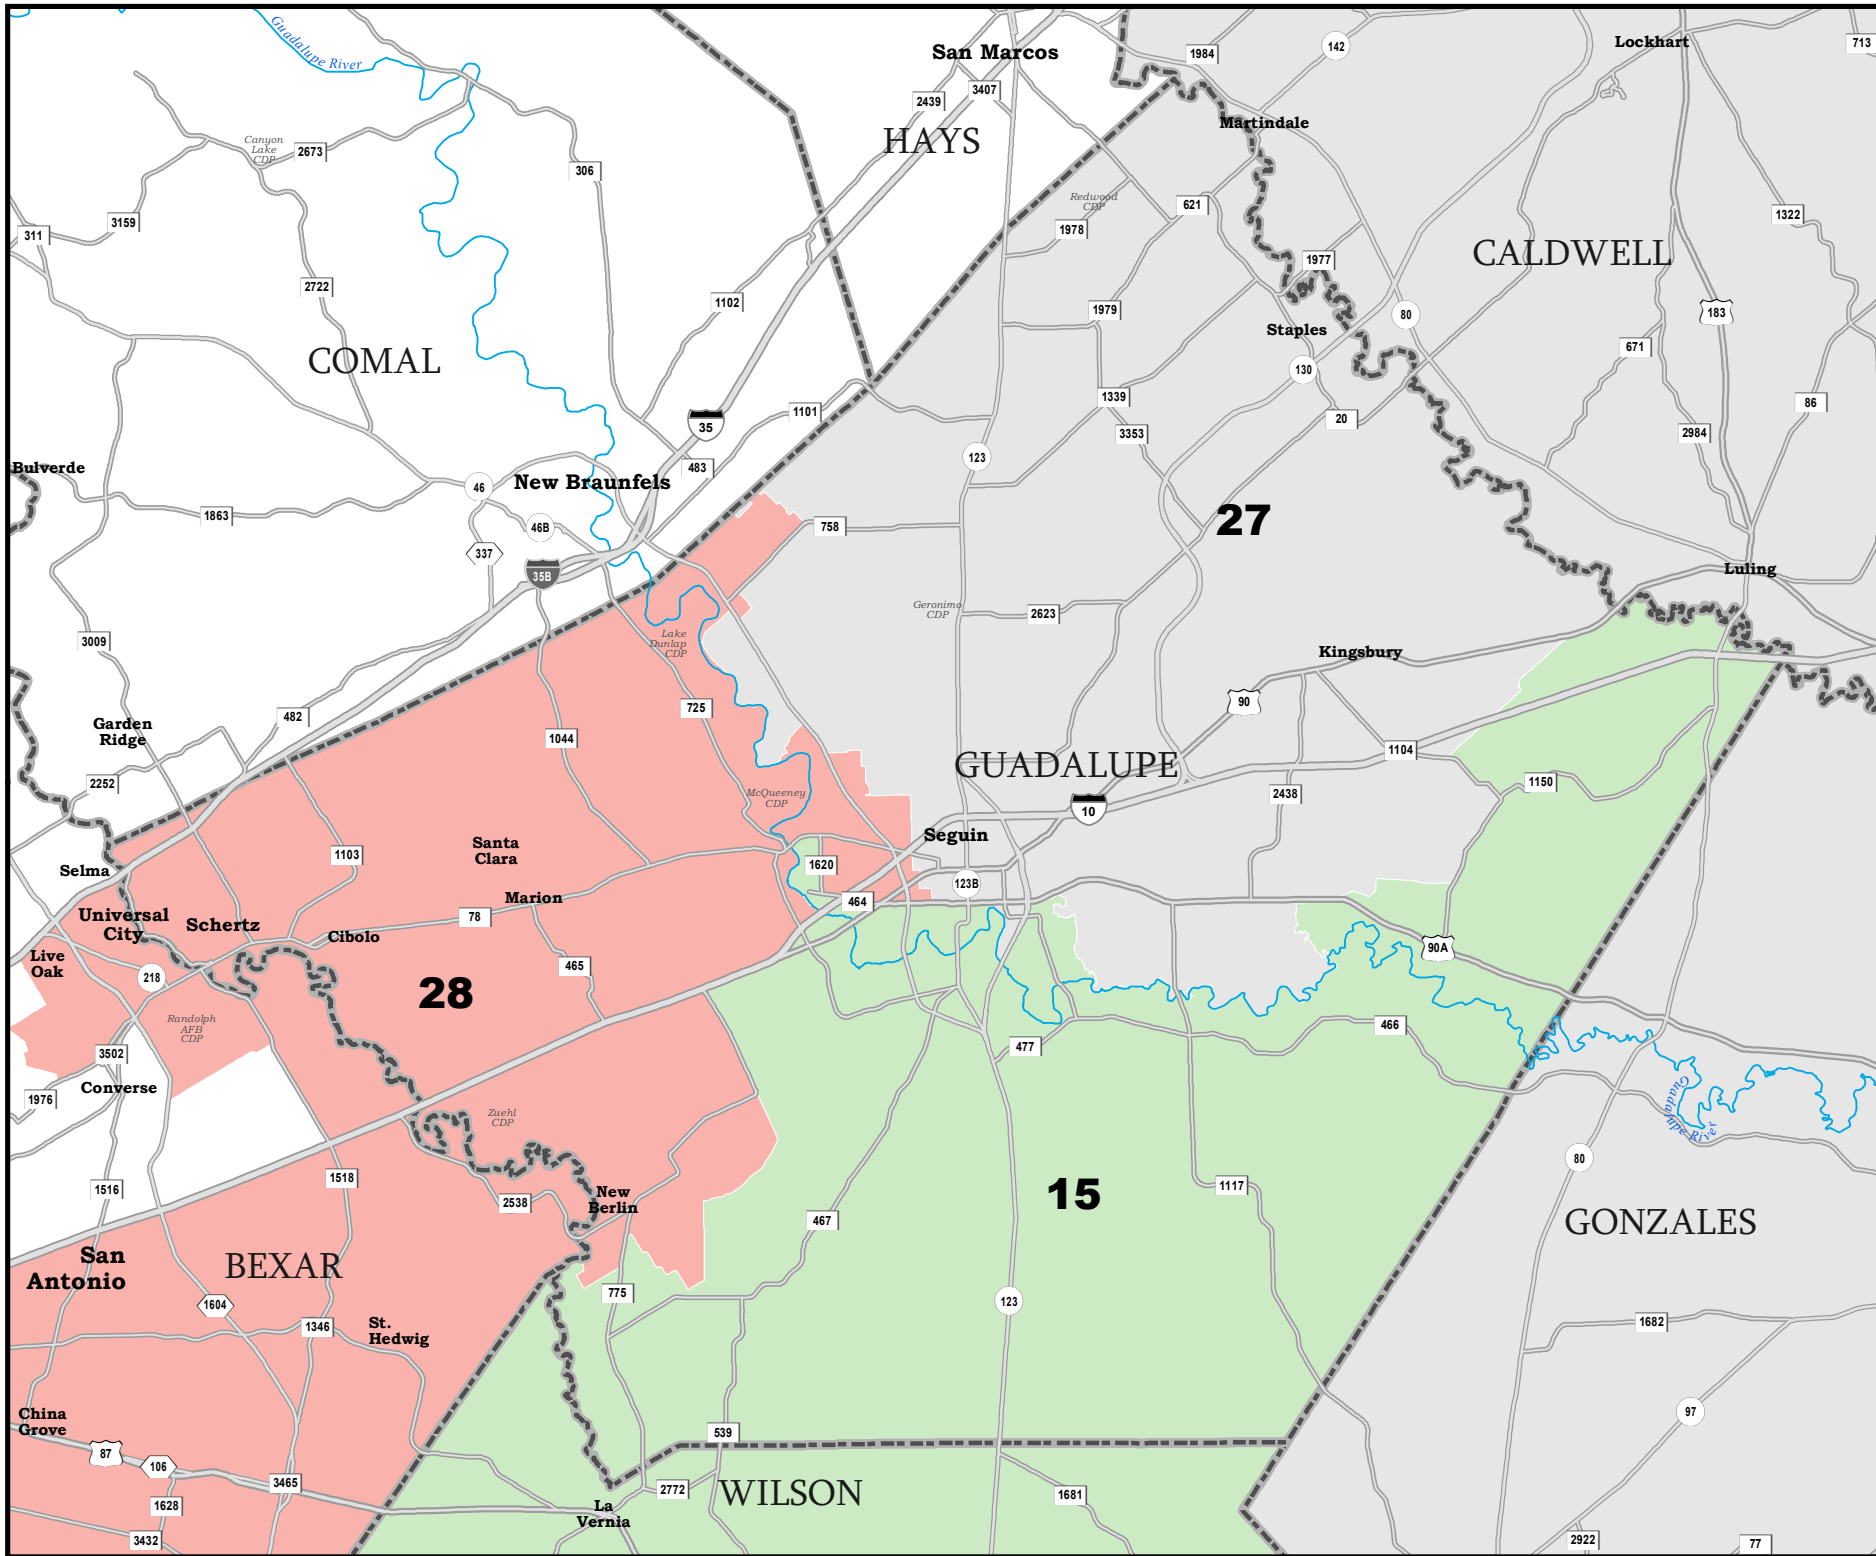 Guadalupe River
San Marcos
1984
142
Lockhart
713
2439
3407
HAYS
Martindale
Canyon
Lake
CDP
2673
306
Redwood
CDP
621
1978
1322
3159
311
CALDWELL
1977
2722
1102
1979
80
183
Staples
COMAL
671
130
1339
86
1101
35
20
3353
2984
123
Bulverde
483
46
New Braunfels
1863
46B
758
27
337
35B
Luling
Geronimo
CDP
2623
3009
Lake
Dunlap
CDP
Kingsbury
725
90
482
Garden
Ridge
1044
1104
GUADALUPE
2252
1150
McQueeney
CDP
2438
10
Seguin
Santa
Clara
1103
Selma
1620
123B
Marion
464
Universal
City
78
Schertz
Cibolo
90A
Live
Oak
465
218
28
Randolph
AFB
CDP
466
477
3502
Converse
1976
Guadalupe River
Zuehl
CDP
80
1518
1516
15
1117
New
Berlin
2538
467
GONZALES
San
Antonio
BEXAR
775
1604
123
1346
St.
Hedwig
1682
97
China
Grove
539
87
106
3465
WILSON
2772
1681
1628
La
Vernia
3432
2922
77